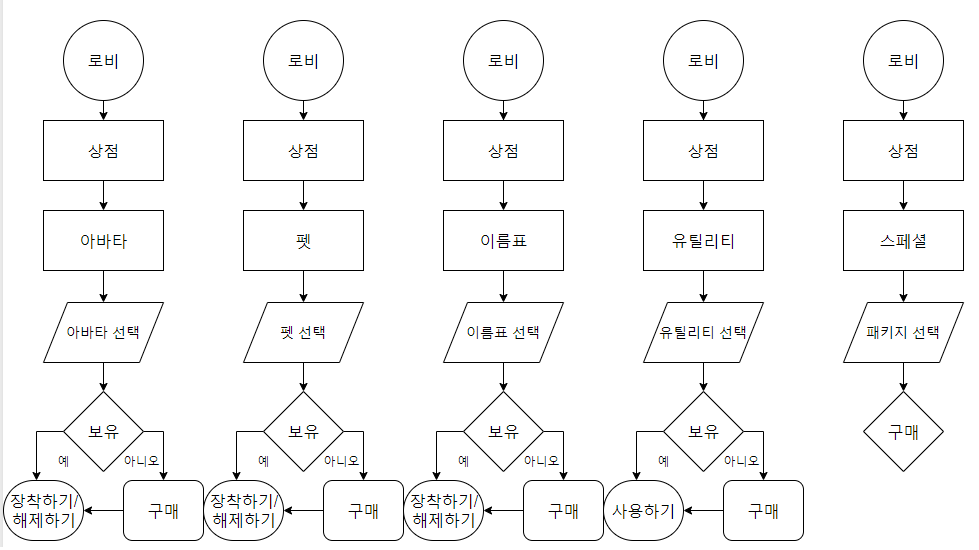 로비
로비
로비
로비
로비
상점
상점
상점
상점
상점
아바타
펫
이름표
유틸리티
스페셜
아바타 선택
펫 선택
이름표 선택
유틸리티 선택
패키지 선택
보유
보유
보유
보유
구매
예
아니오
예
아니오
예
아니오
예
아니오
장착하기/
해제하기
구매
장착하기/
해제하기
구매
장착하기/
해제하기
구매
사용하기
구매